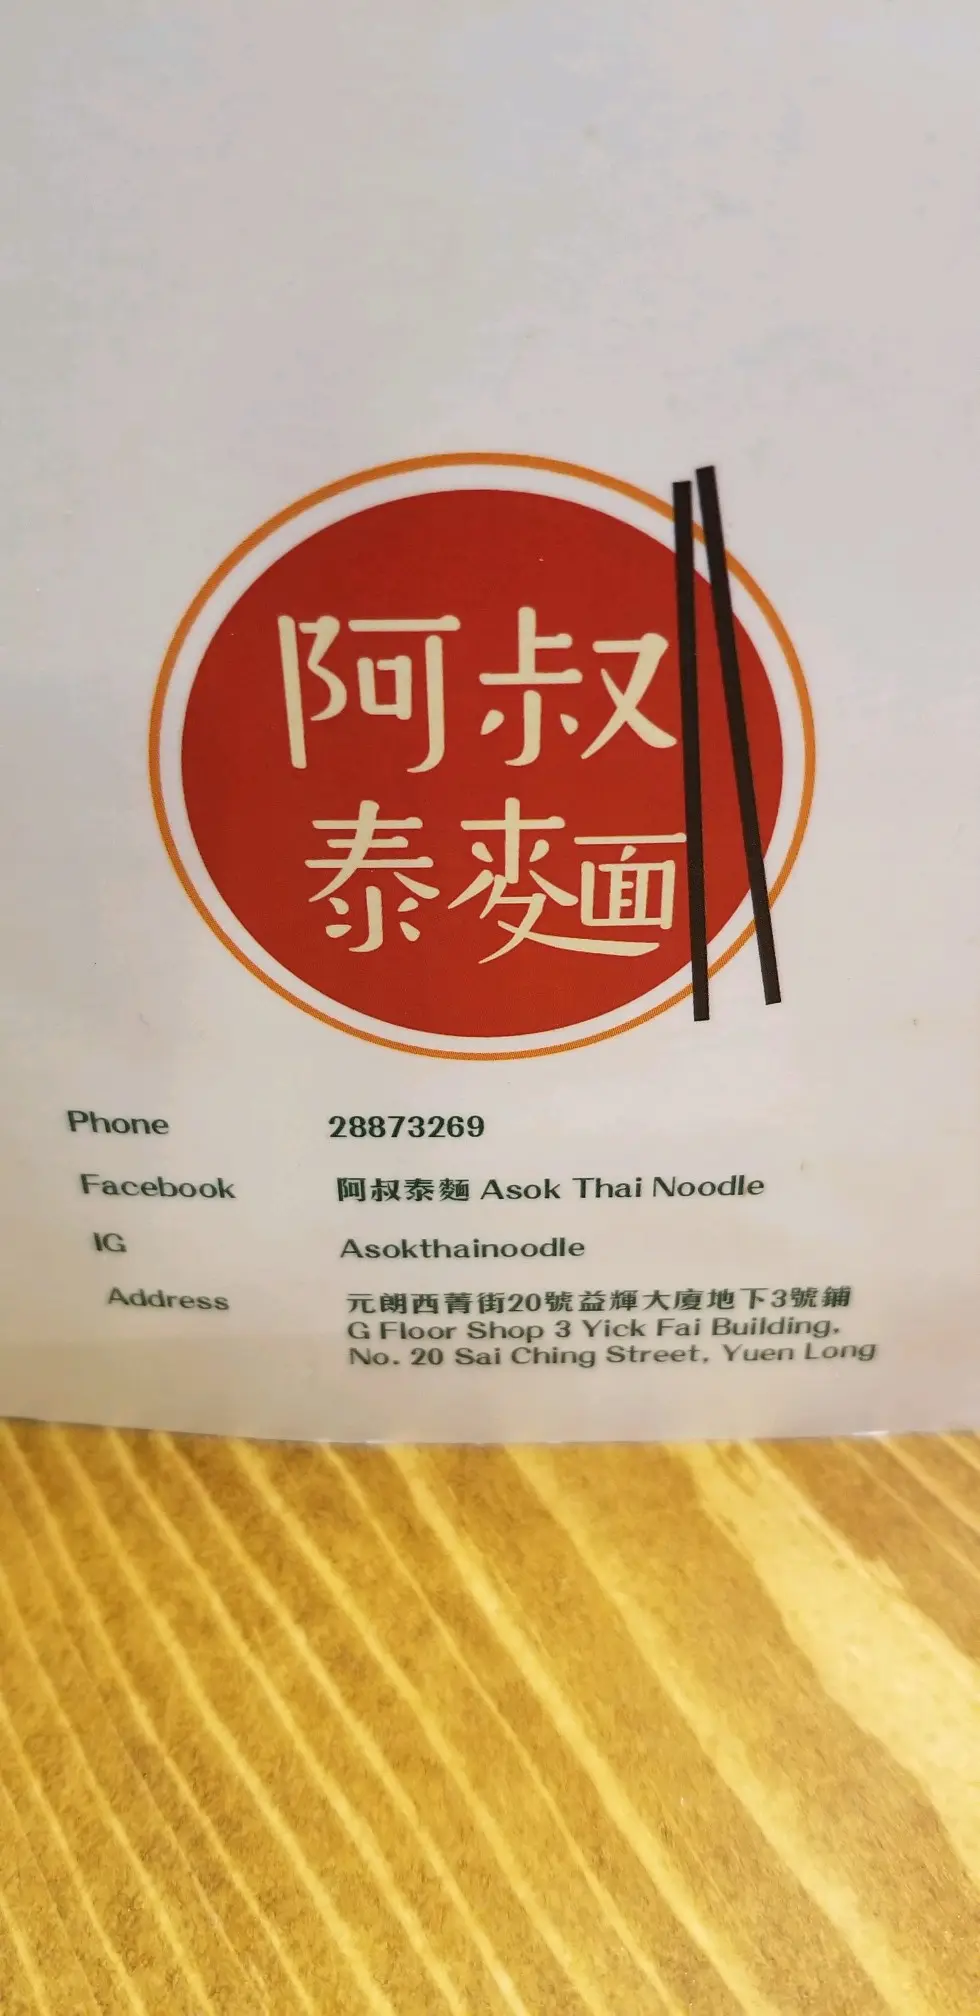 阿叔
泰麵
Phone 28873269
Facebook 阿叔泰麵 Asok Thai Noodle
IG Asokthainoodle
Address 元朗西菁街20號益輝大廈地下3號鋪
G Floor Shop 3 Yick Fai Building,
No. 20 Sai Ching Street, Yuen Long